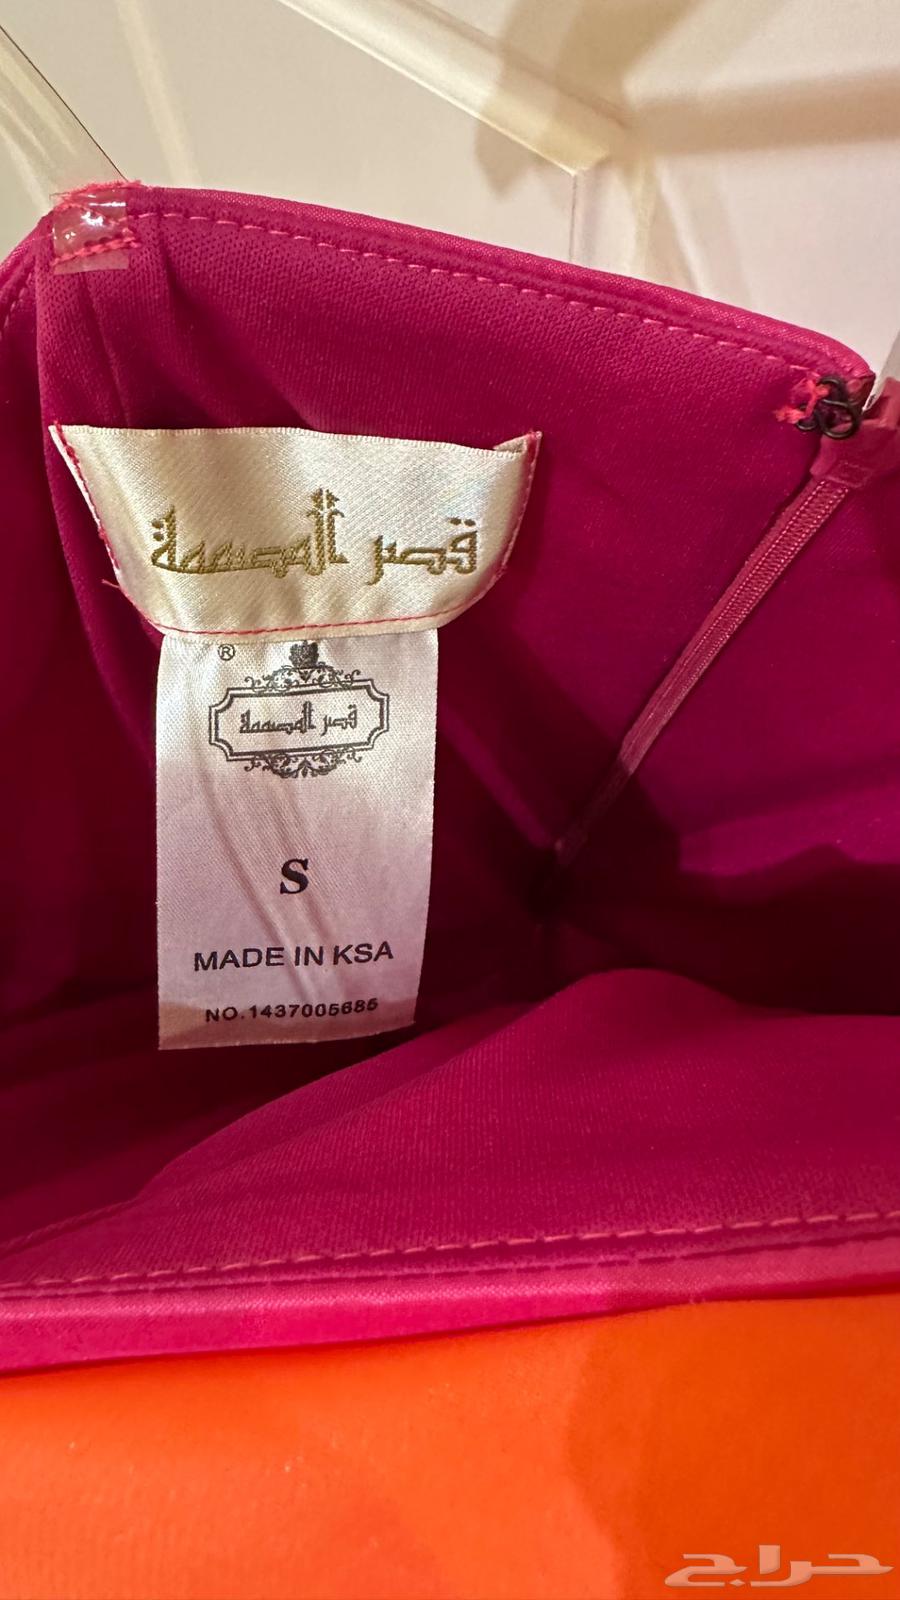 قصر المصممة
®
قصر المصممة
S
MADE IN KSA
NO.1437005685
حراج